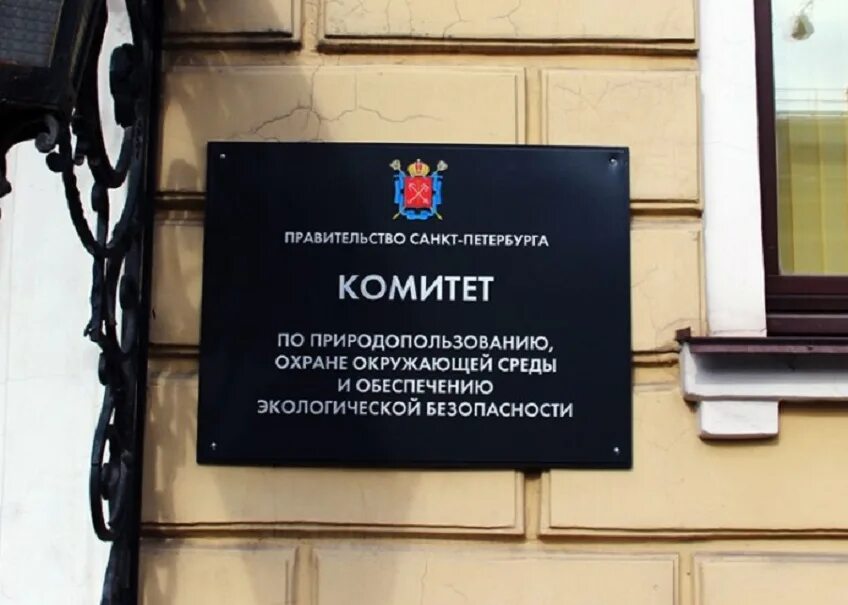 ПРАВИТЕЛЬСТВО САНКТ-ПЕТЕРБУРГА
КОМИТЕТ
ПО ПРИРОДОПОЛЬЗОВАНИЮ,
ОХРАНЕ ОКРУЖАЮЩЕЙ СРЕДЫ
И ОБЕСПЕЧЕНИЮ
ЭКОЛОГИЧЕСКОЙ БЕЗОПАСНОСТИ